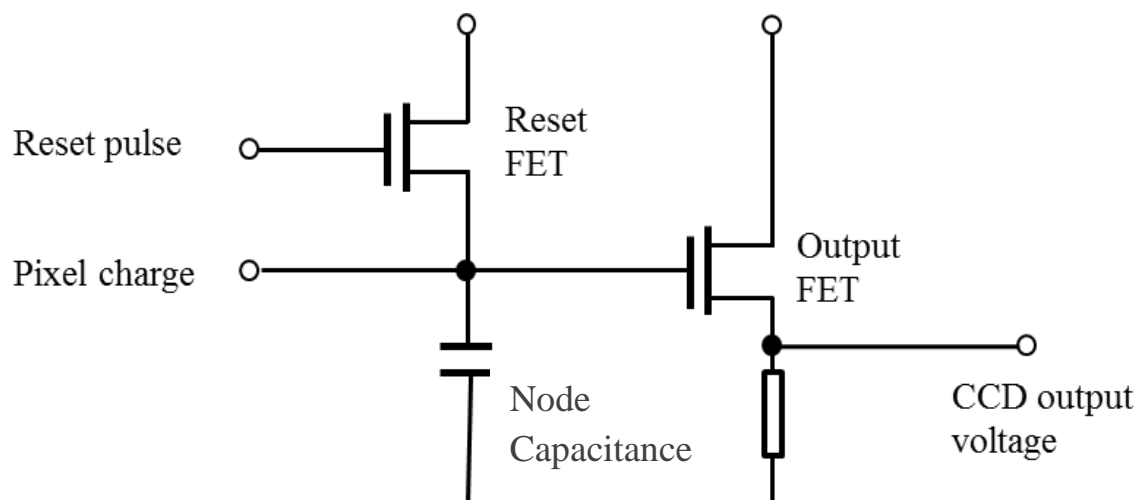 Reset pulse
Reset
FET
Pixel charge
Output
FET
Node
Capacitance
CCD output
voltage